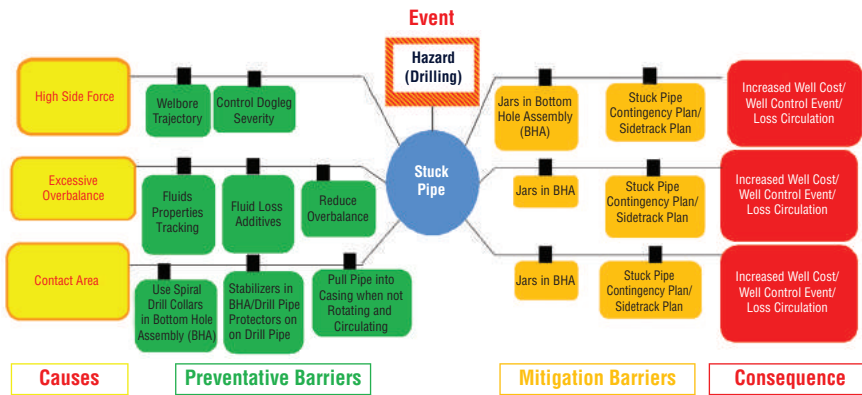 Event
Hazard
(Drilling)
High Side Force
Welbore
Trajectory
Control Dogleg
Severity
Jars in Bottom
Hole Assembly
(BHA)
Stuck Pipe
Contingency Plan/
Sidetrack Plan
Increased Well Cost/
Well Control Event/
Loss Circulation
Stuck
Pipe
Excessive
Overbalance
Fluids
Properties
Tracking
Fluid Loss
Additives
Reduce
Overbalance
Jars in BHA
Stuck Pipe
Contingency Plan/
Sidetrack Plan
Increased Well Cost/
Well Control Event/
Loss Circulation
Contact Area
Use Spiral
Drill Collars
in Bottom Hole
Assembly (BHA)
Stabilizers in
BHA/Drill Pipe
Protectors on
on Drill Pipe
Pull Pipe into
Casing when not
Rotating and
Circulating
Jars in BHA
Stuck Pipe
Contingency Plan/
Sidetrack Plan
Increased Well Cost/
Well Control Event/
Loss Circulation
Causes
Preventative Barriers
Mitigation Barriers
Consequence